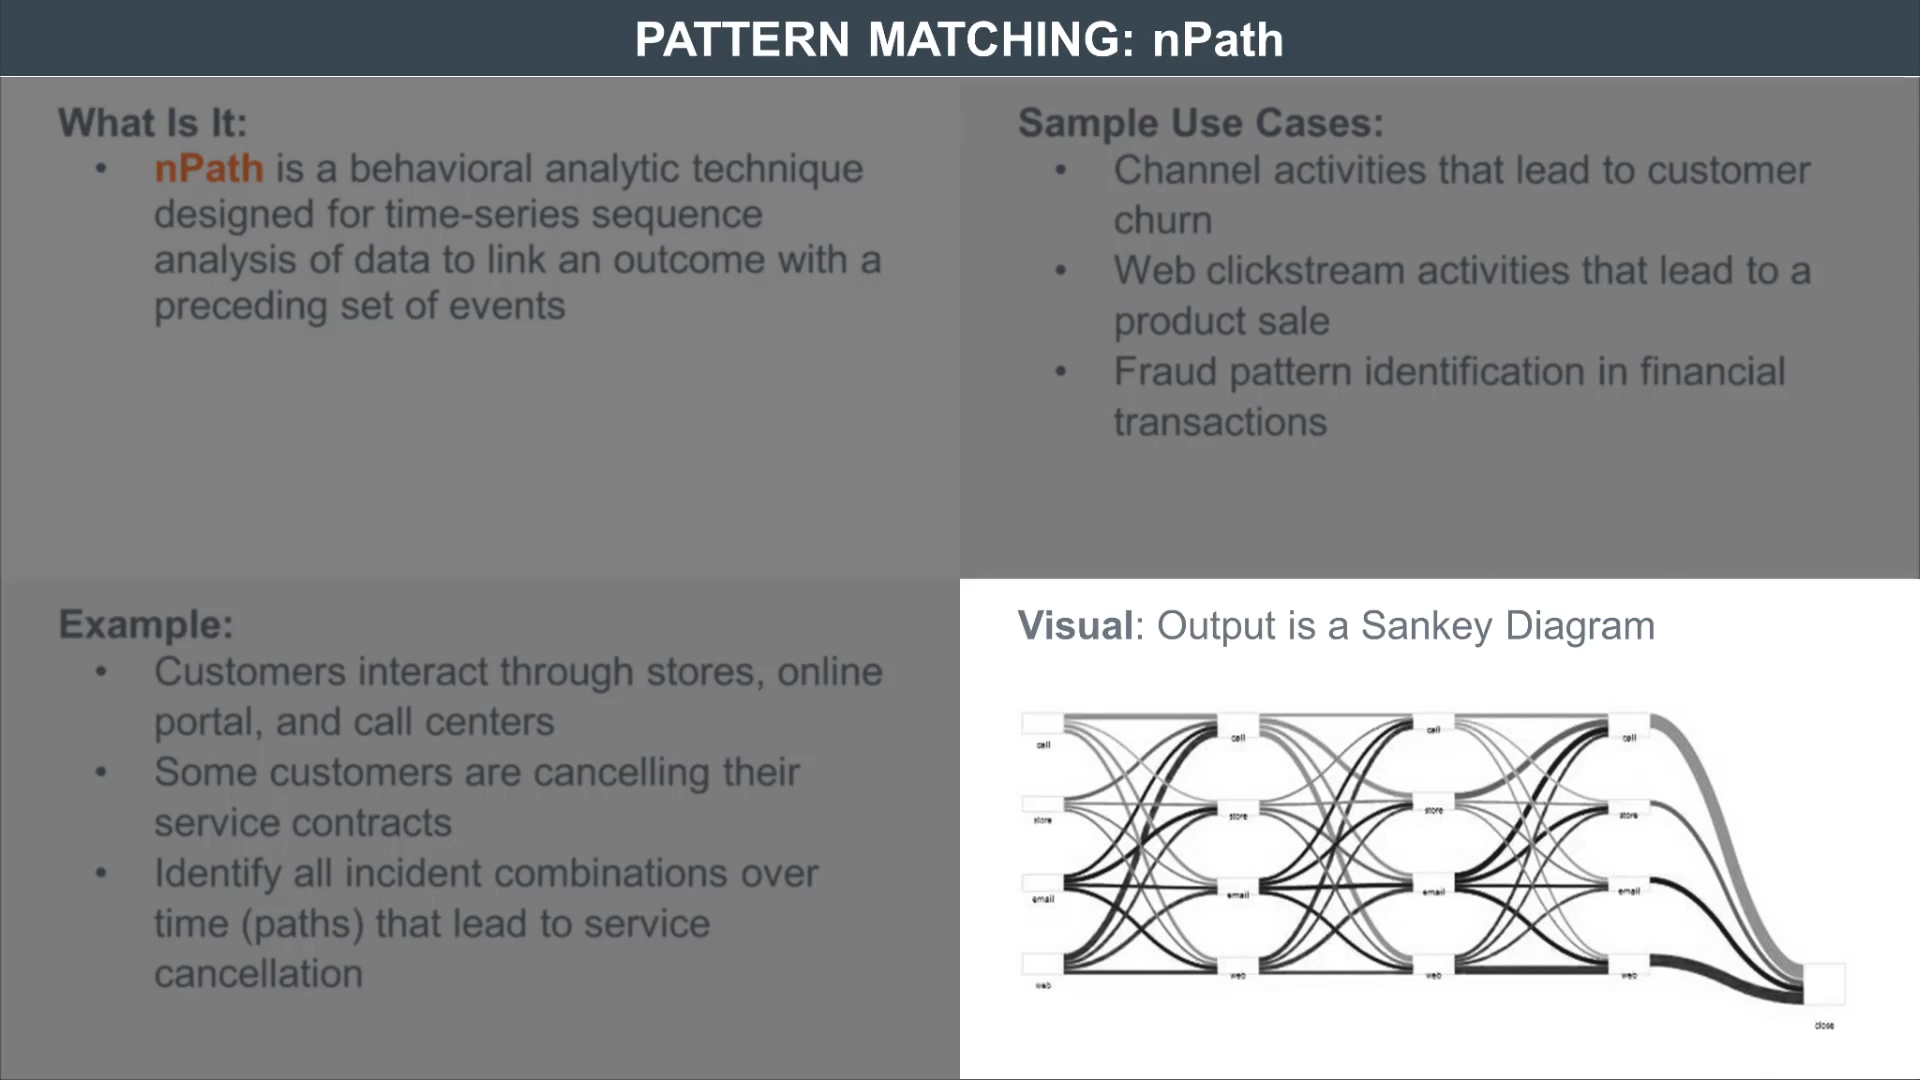 PATTERN MATCHING: nPath
What Is It:
• nPath is a behavioral analytic technique
designed for time-series sequence
analysis of data to link an outcome with a
preceding set of events
Sample Use Cases:
• Channel activities that lead to customer
churn
• Web clickstream activities that lead to a
product sale
• Fraud pattern identification in financial
transactions
Example:
• Customers interact through stores, online
portal, and call centers
• Some customers are cancelling their
service contracts
• Identify all incident combinations over
time (paths) that lead to service
cancellation
Visual: Output is a Sankey Diagram
call
call
call
call
store
store
store
store
email
email
email
email
web
web
web
web
close